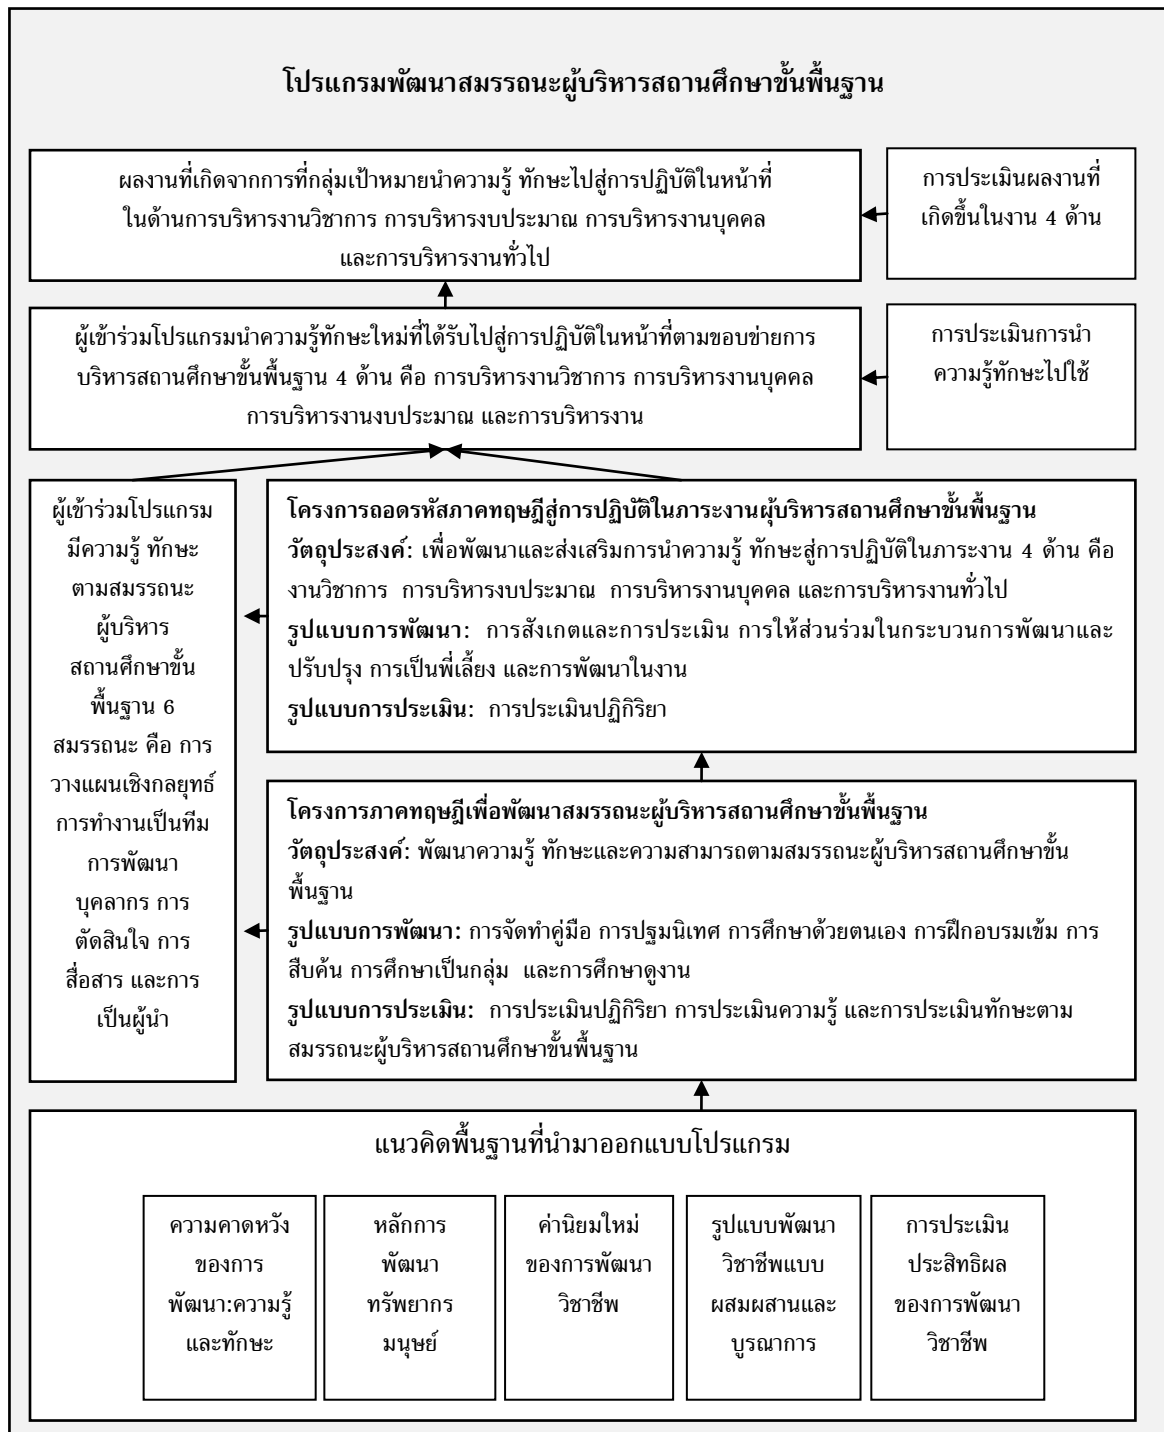 โปรแกรมพัฒนาสมรรถนะผู้บริหารสถานศึกษาขั้นพื้นฐาน
ผลงานที่เกิดจากการที่กลุ่มเป้าหมายนำความรู้ ทักษะไปสู่การปฏิบัติในหน้าที่
ในด้านการบริหารงานวิชาการ การบริหารงบประมาณ การบริหารงานบุคคล
และการบริหารงานทั่วไป
การประเมินผลงานที่
เกิดขึ้นในงาน 4 ด้าน
ผู้เข้าร่วมโปรแกรมนำความรู้ทักษะใหม่ที่ได้รับไปสู่การปฏิบัติในหน้าที่ตามขอบข่ายการ
บริหารสถานศึกษาขั้นพื้นฐาน 4 ด้าน คือ การบริหารงานวิชาการ การบริหารงานบุคคล
การบริหารงานงบประมาณ และการบริหารงาน
การประเมินการนำ
ความรู้ทักษะไปใช้
ผู้เข้าร่วมโปรแกรม
มีความรู้ ทักษะ
ตามสมรรถนะ
ผู้บริหาร
สถานศึกษาขั้น
พื้นฐาน 6
สมรรถนะ คือ การ
วางแผนเชิงกลยุทธ์
การทำงานเป็นทีม
การพัฒนา
บุคลากร การ
ตัดสินใจ การ
สื่อสาร และการ
เป็นผู้นำ
โครงการถอดรหัสภาคทฤษฎีสู่การปฏิบัติในภาระงานผุ้บริหารสถานศึกษาขั้นพื้นฐาน
วัตถุประสงค์: เพื่อพัฒนาและส่งเสริมการนำความรู้ ทักษะสู่การปฏิบัติในภาระงาน 4 ด้าน คือ
งานวิชาการ การบริหารงบประมาณ การบริหารงานบุคคล และการบริหารงานทั่วไป
รูปแบบการพัฒนา: การสังเกตและการประเมิน การให้ส่วนร่วมในกระบวนการพัฒนาและ
ปรับปรุง การเป็นพี่เลี้ยง และการพัฒนาในงาน
รูปแบบการประเมิน: การประเมินปฏิกิริยา
โครงการภาคทฤษฎีเพื่อพัฒนาสมรรถนะผู้บริหารสถานศึกษาขั้นพื้นฐาน
วัตถุประสงค์: พัฒนาความรู้ ทักษะและความสามารถตามสมรรถนะผู้บริหารสถานศึกษาขั้น
พื้นฐาน
รูปแบบการพัฒนา: การจัดทำคู่มือ การปฐมนิเทศ การศึกษาด้วยตนเอง การฝึกอบรมเข้ม การ
สืบค้น การศึกษาเป็นกลุ่ม และการศึกษาดูงาน
รูปแบบการประเมิน: การประเมินปฏิกิริยา การประเมินความรู้ และการประเมินทักษะตาม
สมรรถนะผู้บริหารสถานศึกษาขั้นพื้นฐาน
แนวคิดพื้นฐานที่นำมาออกแบบโปรแกรม
ความคาดหวัง
ของการ
พัฒนา:ความรู้
และทักษะ
หลักการ
พัฒนา
ทรัพยากร
มนุษย์
ค่านิยมใหม่
ของการพัฒนา
วิชาชีพ
รูปแบบพัฒนา
วิชาชีพแบบ
ผสมผสานและ
บูรณาการ
การประเมิน
ประสิทธิผล
ของการพัฒนา
วิชาชีพ